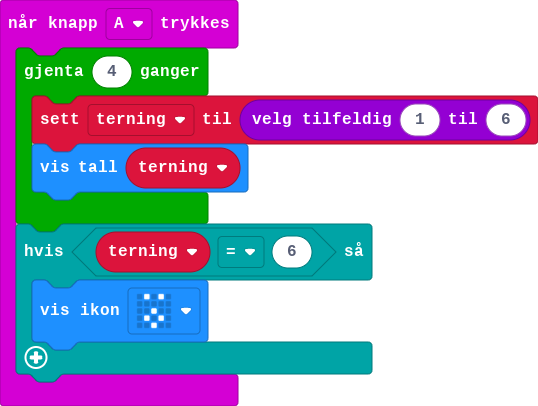 når knapp A trykkes
gjenta 4 ganger
sett terning til velg tilfeldig 1 til 6
vis tall terning
hvis terning = 6 så
vis ikon